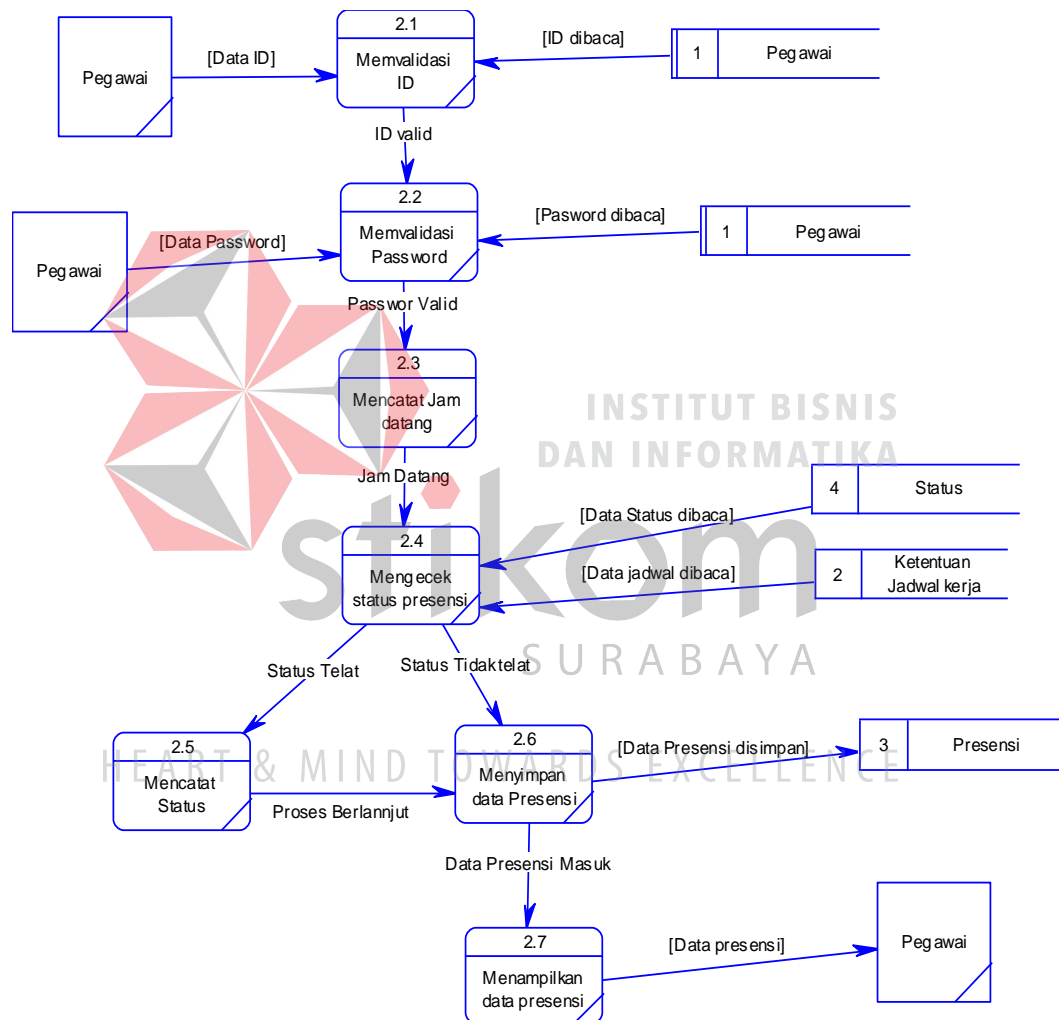 2.1
[Data ID]
[ID dibaca]
Pegawai
Memvalidasi
ID
1
Pegawai
ID valid
2.2
[Data Password]
[Pasword dibaca]
Pegawai
Memvalidasi
Password
1
Pegawai
Passwor Valid
2.3
Mencatat Jam
datang
INSTITUT BISNIS
DAN INFORMATIKA
Jam Datang
4
Status
[Data Status dibaca]
stikom
2.4
Mengecek
status presensi
[Data jadwal dibaca]
2
Ketentuan
Jadwal kerja
SURABAYA
Status Telat
Status Tidaktelat
2.5
Mencatat
Status
2.6
Menyimpan
data Presensi
[Data Presensi disimpan]
3
Presensi
HEART & MIND TOWARDS EXCELLENCE
Proses Berlannjut
Data Presensi Masuk
2.7
Menampilkan
data presensi
[Data presensi]
Pegawai